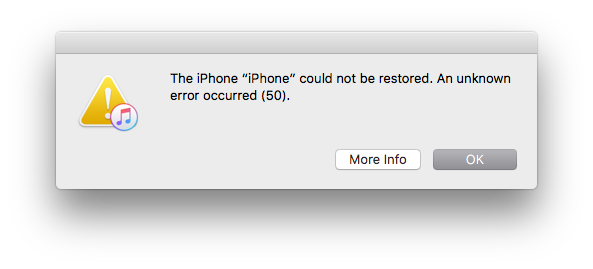 The iPhone “iPhone” could not be restored. An unknown
error occurred (50).
More Info
OK